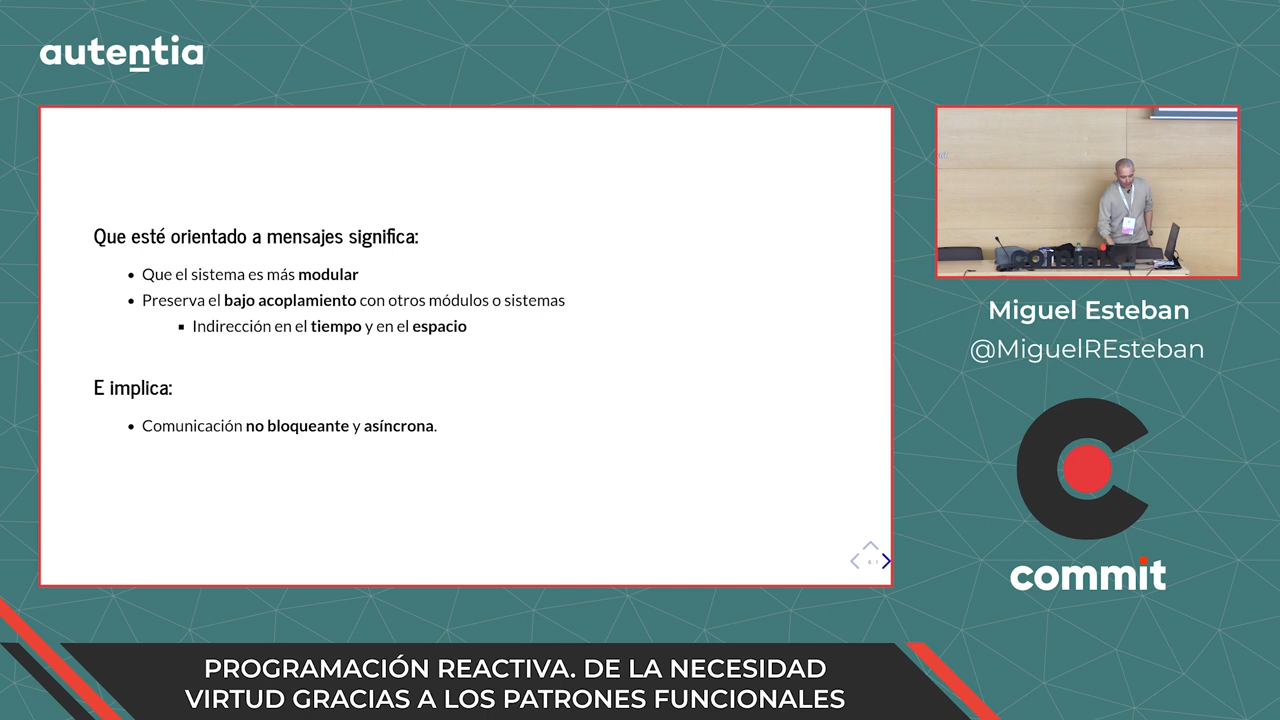 autentia
Que esté orientado a mensajes significa:
Que el sistema es más modular
Preserva el bajo acoplamiento con otros módulos o sistemas
Indirección en el tiempo y en el espacio
E implica:
Comunicación no bloqueante y asíncrona.
Miguel Esteban
@MiguelREsteban
commit
PROGRAMACIÓN REACTIVA. DE LA NECESIDAD
VIRTUD GRACIAS A LOS PATRONES FUNCIONALES